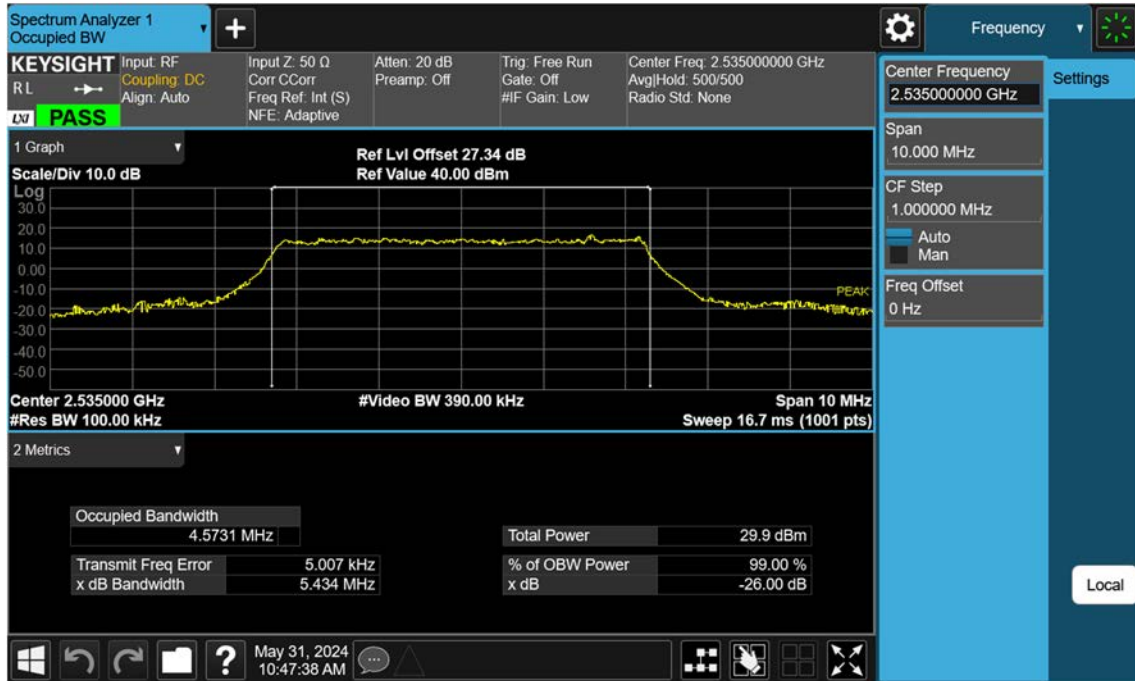 Spectrum Analyzer 1
Occupied BW
Frequency
KEYSIGHT
RL
LXI PASS
Input: RF
Coupling: DC
Align: Auto
Input Z: 50 Ω
Corr CCorr
Freq Ref: Int (S)
NFE: Adaptive
Atten: 20 dB
Preamp: Off
Trig: Free Run
Gate: Off
#IF Gain: Low
Center Freq: 2.535000000 GHz
Avg|Hold: 500/500
Radio Std: None
1 Graph
Scale/Div 10.0 dB
Ref Lvl Offset 27.34 dB
Ref Value 40.00 dBm
Log
30.0
20.0
10.0
0.00
-10.0
-20.0
-30.0
-40.0
-50.0
PEAK
Center 2.535000 GHz
#Video BW 390.00 kHz
Span 10 MHz
#Res BW 100.00 kHz
Sweep 16.7 ms (1001 pts)
2 Metrics
Occupied Bandwidth
4.5731 MHz
Total Power 29.9 dBm
Transmit Freq Error 5.007 kHz
% of OBW Power 99.00 %
x dB Bandwidth 5.434 MHz
x dB -26.00 dB
?
May 31, 2024
10:47:38 AM
Center Frequency
2.535000000 GHz
Settings
Span
10.000 MHz
CF Step
1.000000 MHz
Auto
Man
Freq Offset
0 Hz
Local